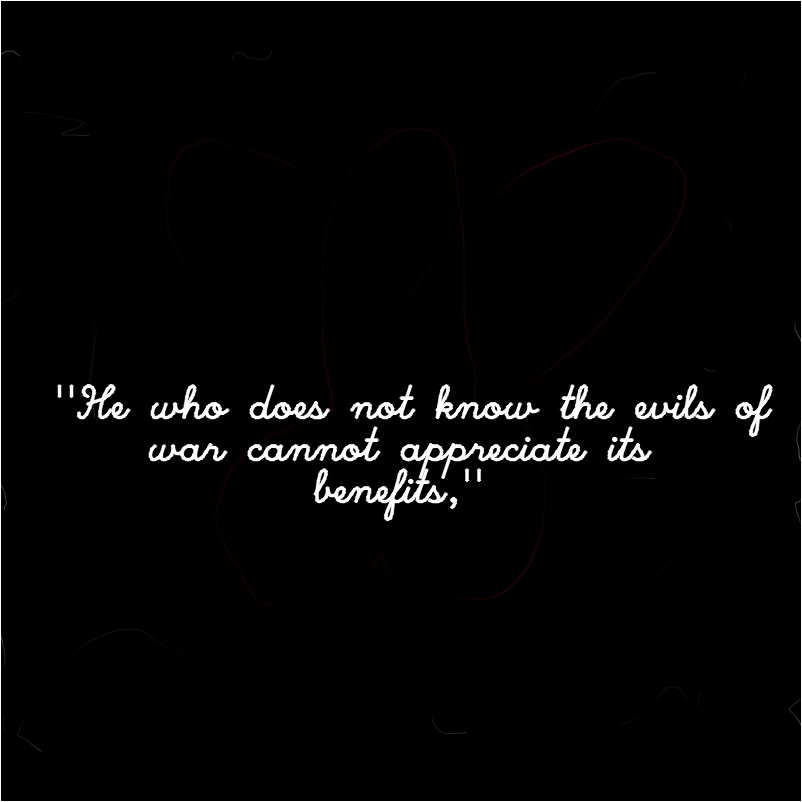 "He who does not know the evils of
war cannot appreciate its
benefits,"